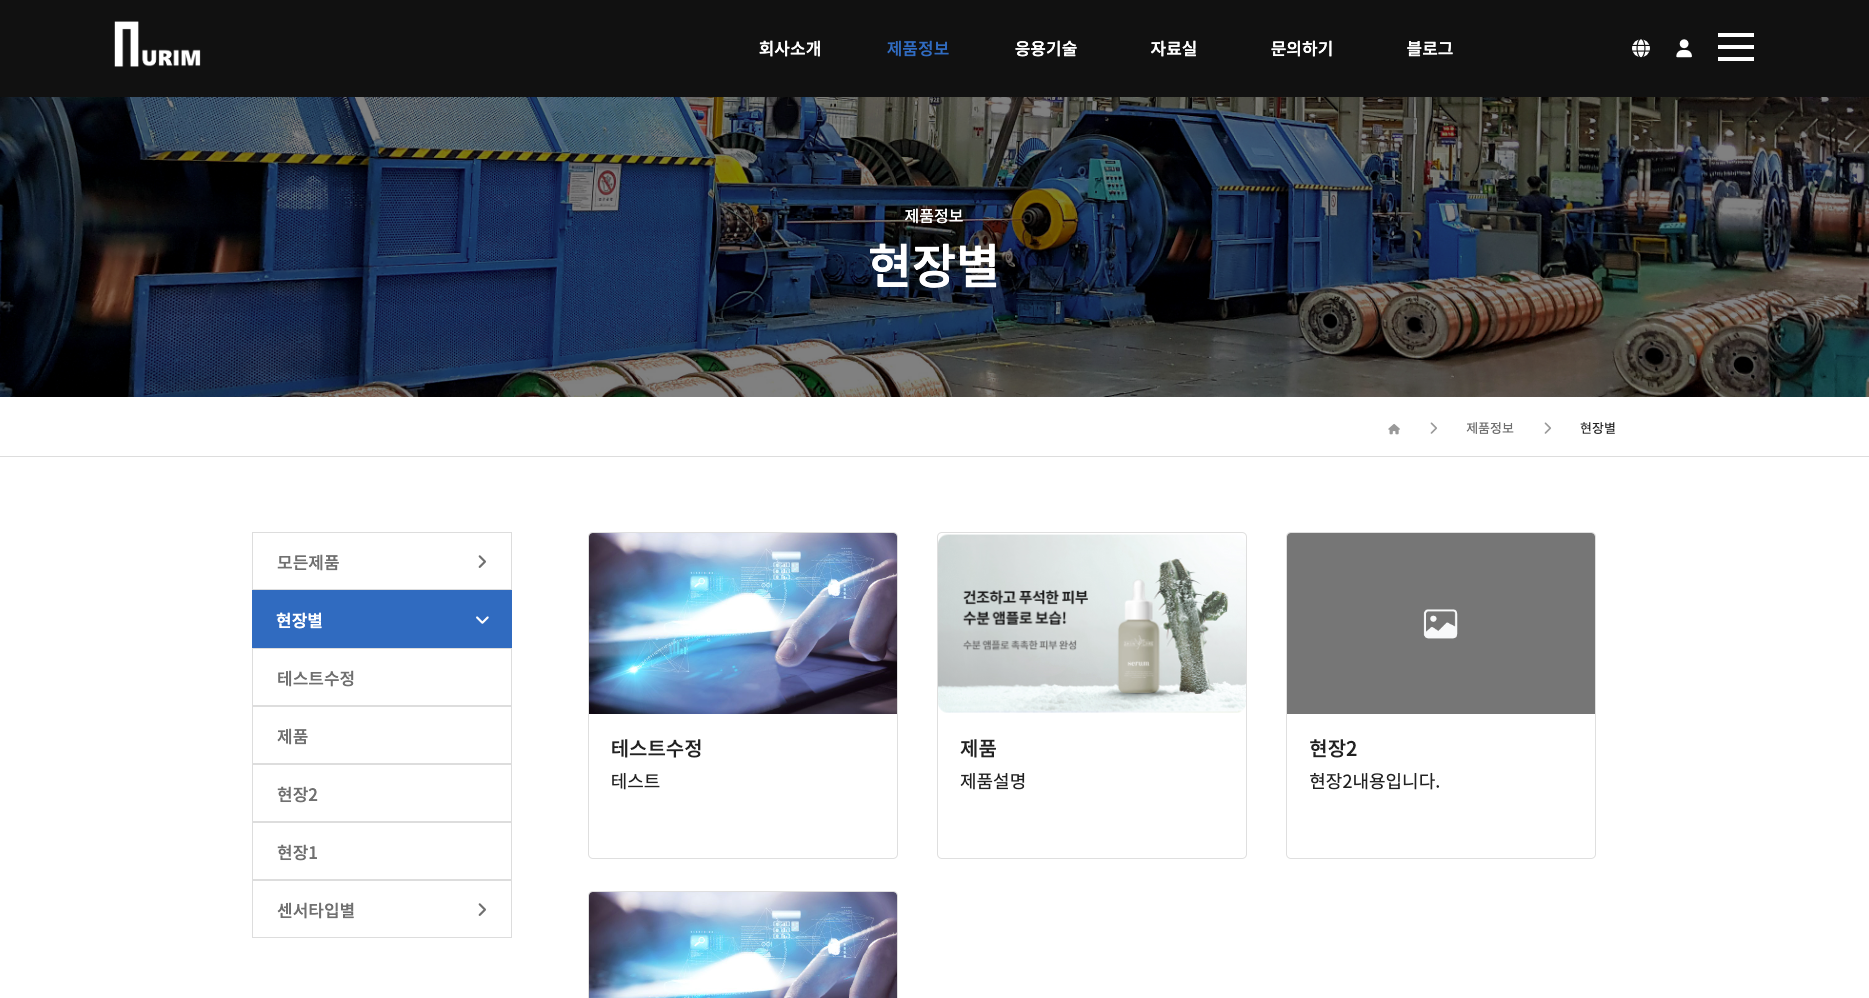 NURIM
회사소개
제품정보
응용기술
자료실
문의하기
블로그
제품정보
현장별
제품정보
현장별
모든제품
현장별
테스트수정
제품
현장2
현장1
센서타입별
테스트수정
테스트
건조하고 푸석한 피부
수분 앰플로 보습!
수분 앰플로 촉촉한 피부 완성
제품
제품설명
현장2
현장2내용입니다.